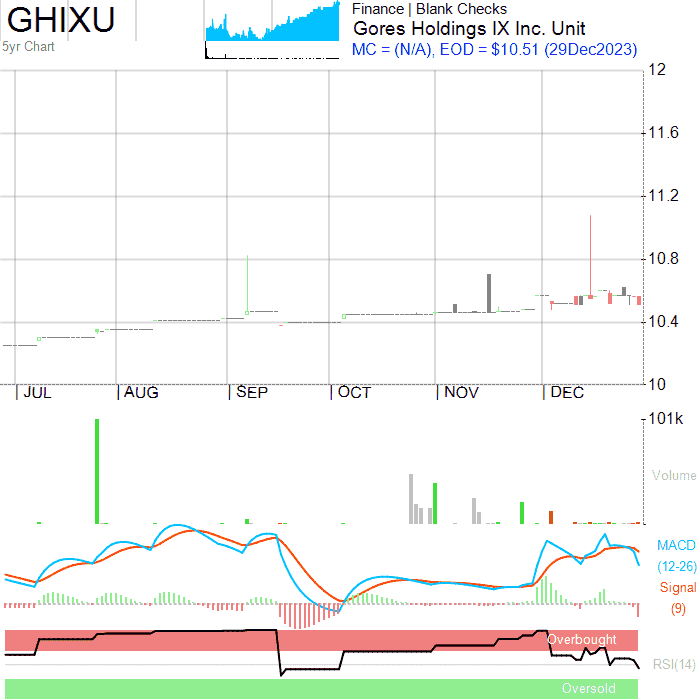 GHIXU
5yr Chart
Finance | Blank Checks
Gores Holdings IX Inc. Unit
MC = (N/A), EOD = $10.51 (29Dec2023)
12
11.6
11.2
10.8
10.4
10
JUL
AUG
SEP
OCT
NOV
DEC
101k
Volume
MACD
(12-26)
Signal
(9)
Overbought
RSI(14)
Oversold